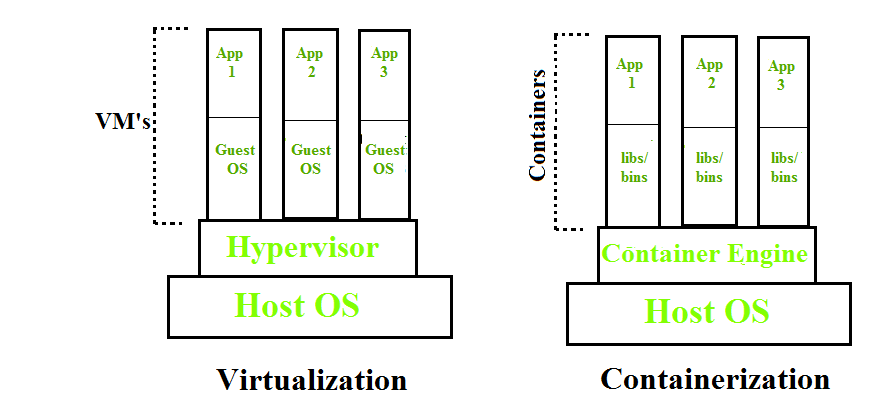 VM's
App
1
App
2
App
3
Guest
OS
Guest
OS
Guest
OS
Hypervisor
Host OS
Virtualization
Containers
App
1
App
2
App
3
libs/
bins
libs/
bins
libs/
bins
Container Engine
Host OS
Containerization